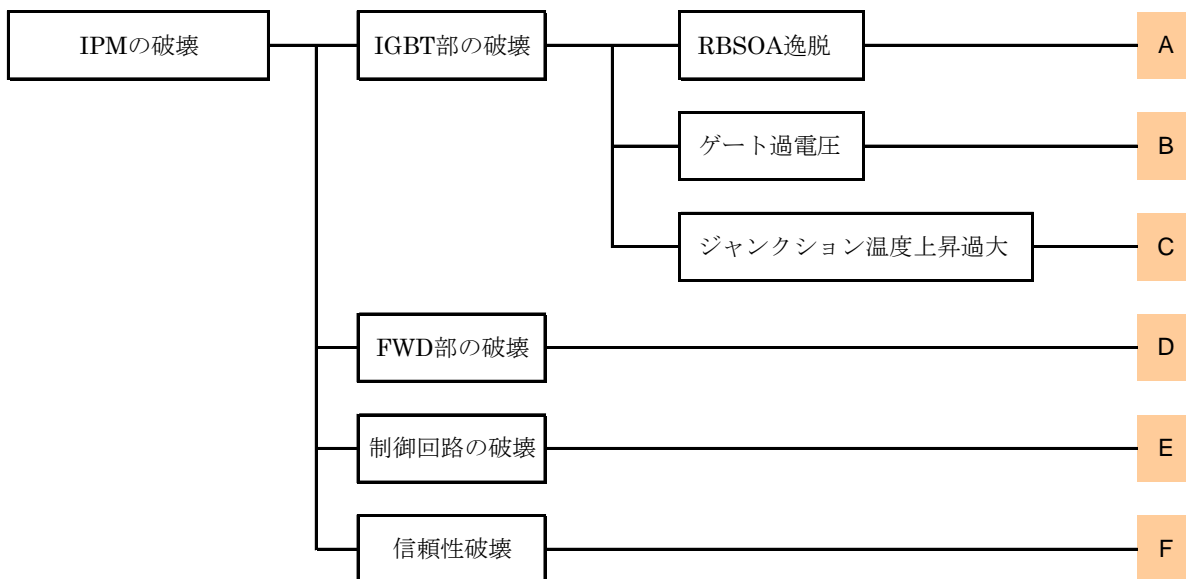 IPMの破壊
IGBT部の破壊
RBSOA逸脱
A
ゲート過電圧
B
ジャンクション温度上昇過大
C
FWD部の破壊
D
制御回路の破壊
E
信頼性破壊
F